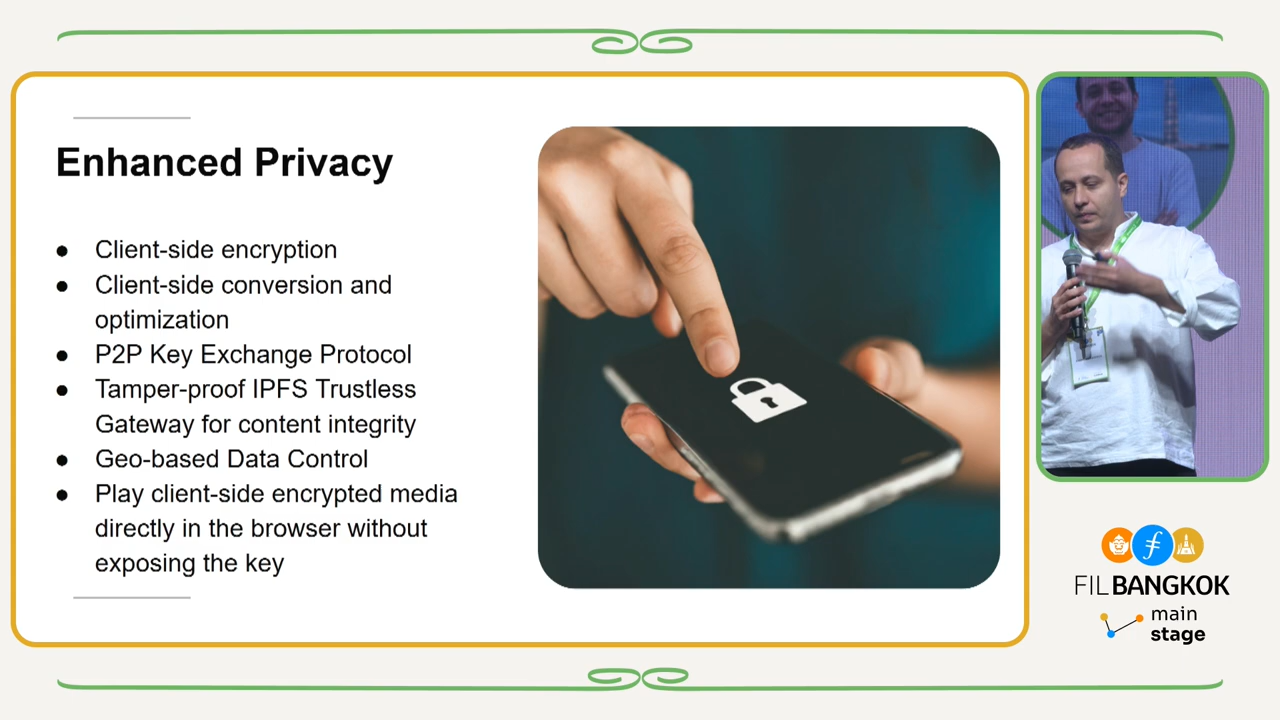 Enhanced Privacy
● Client-side encryption
● Client-side conversion and
optimization
● P2P Key Exchange Protocol
● Tamper-proof IPFS Trustless
Gateway for content integrity
● Geo-based Data Control
● Play client-side encrypted media
directly in the browser without
exposing the key
FILBANGKOK
main
stage